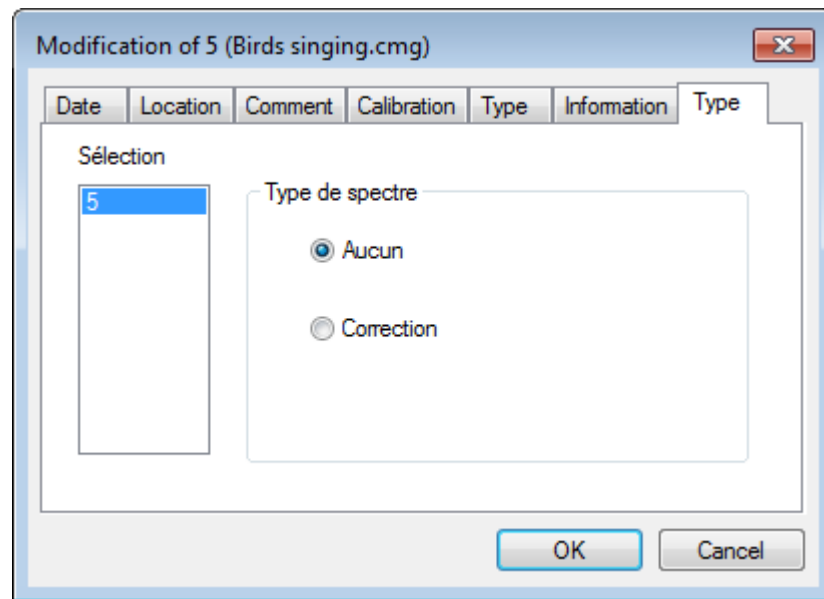 Modification of 5 (Birds singing.cmg)
Date Location Comment Calibration Type Information Type
Sélection
5
Type de spectre
Aucun
Correction
OK Cancel